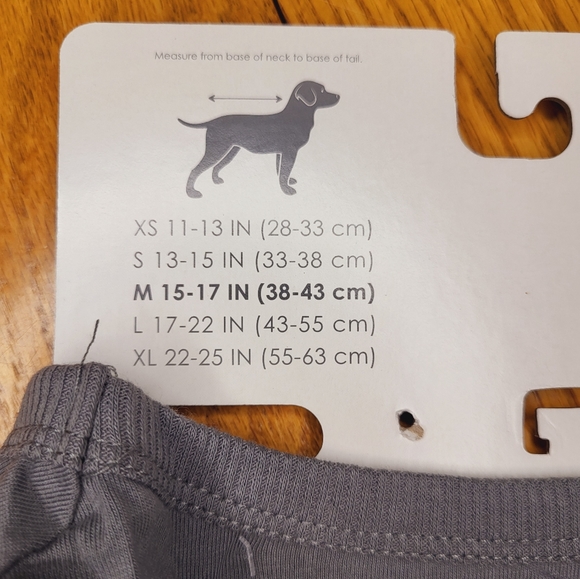 Measure from base of neck to base of tail.
XS 11-13 IN (28-33 cm)
S 13-15 IN (33-38 cm)
M 15-17 IN (38-43 cm)
L 17-22 IN (43-55 cm)
XL 22-25 IN (55-63 cm)